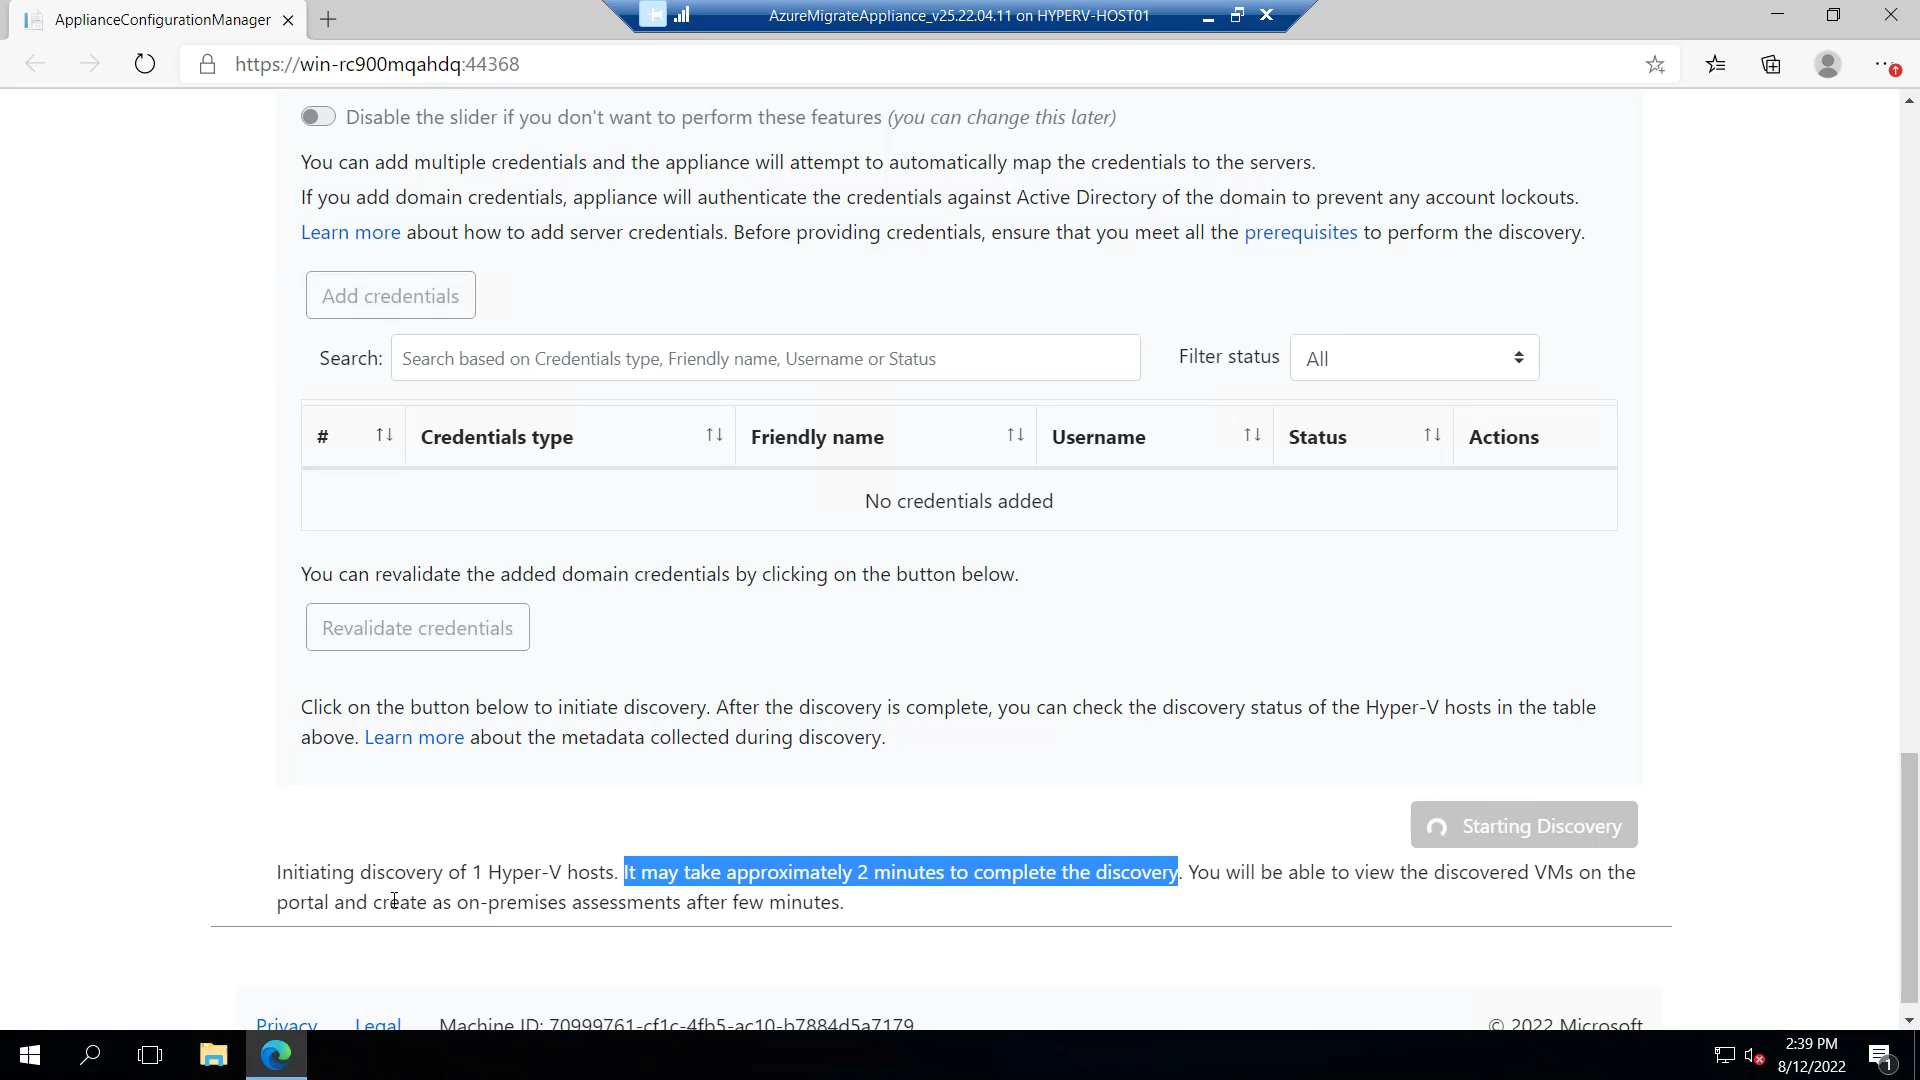 ApplianceConfigurationManager
AzureMigrateAppliance_v25.22.04.11 on HYPERV-HOST01
https://win-rc900mqahdq:44368
Disable the slider if you don't want to perform these features (you can change this later)
You can add multiple credentials and the appliance will attempt to automatically map the credentials to the servers.
If you add domain credentials, appliance will authenticate the credentials against Active Directory of the domain to prevent any account lockouts.
Learn more about how to add server credentials. Before providing credentials, ensure that you meet all the prerequisites to perform the discovery.
Add credentials
Search: Search based on Credentials type, Friendly name, Username or Status Filter status All
# Credentials type Friendly name Username Status Actions
No credentials added
You can revalidate the added domain credentials by clicking on the button below.
Revalidate credentials
Click on the button below to initiate discovery. After the discovery is complete, you can check the discovery status of the Hyper-V hosts in the table
above. Learn more about the metadata collected during discovery.
Starting Discovery
Initiating discovery of 1 Hyper-V hosts. It may take approximately 2 minutes to complete the discovery. You will be able to view the discovered VMs on the
portal and create as on-premises assessments after few minutes.
Privacy Legal Machine ID: 70999761-cf1c-4fb5-ac10-b7884d5a7179 © 2022 Microsoft
2:39 PM
8/12/2022
1